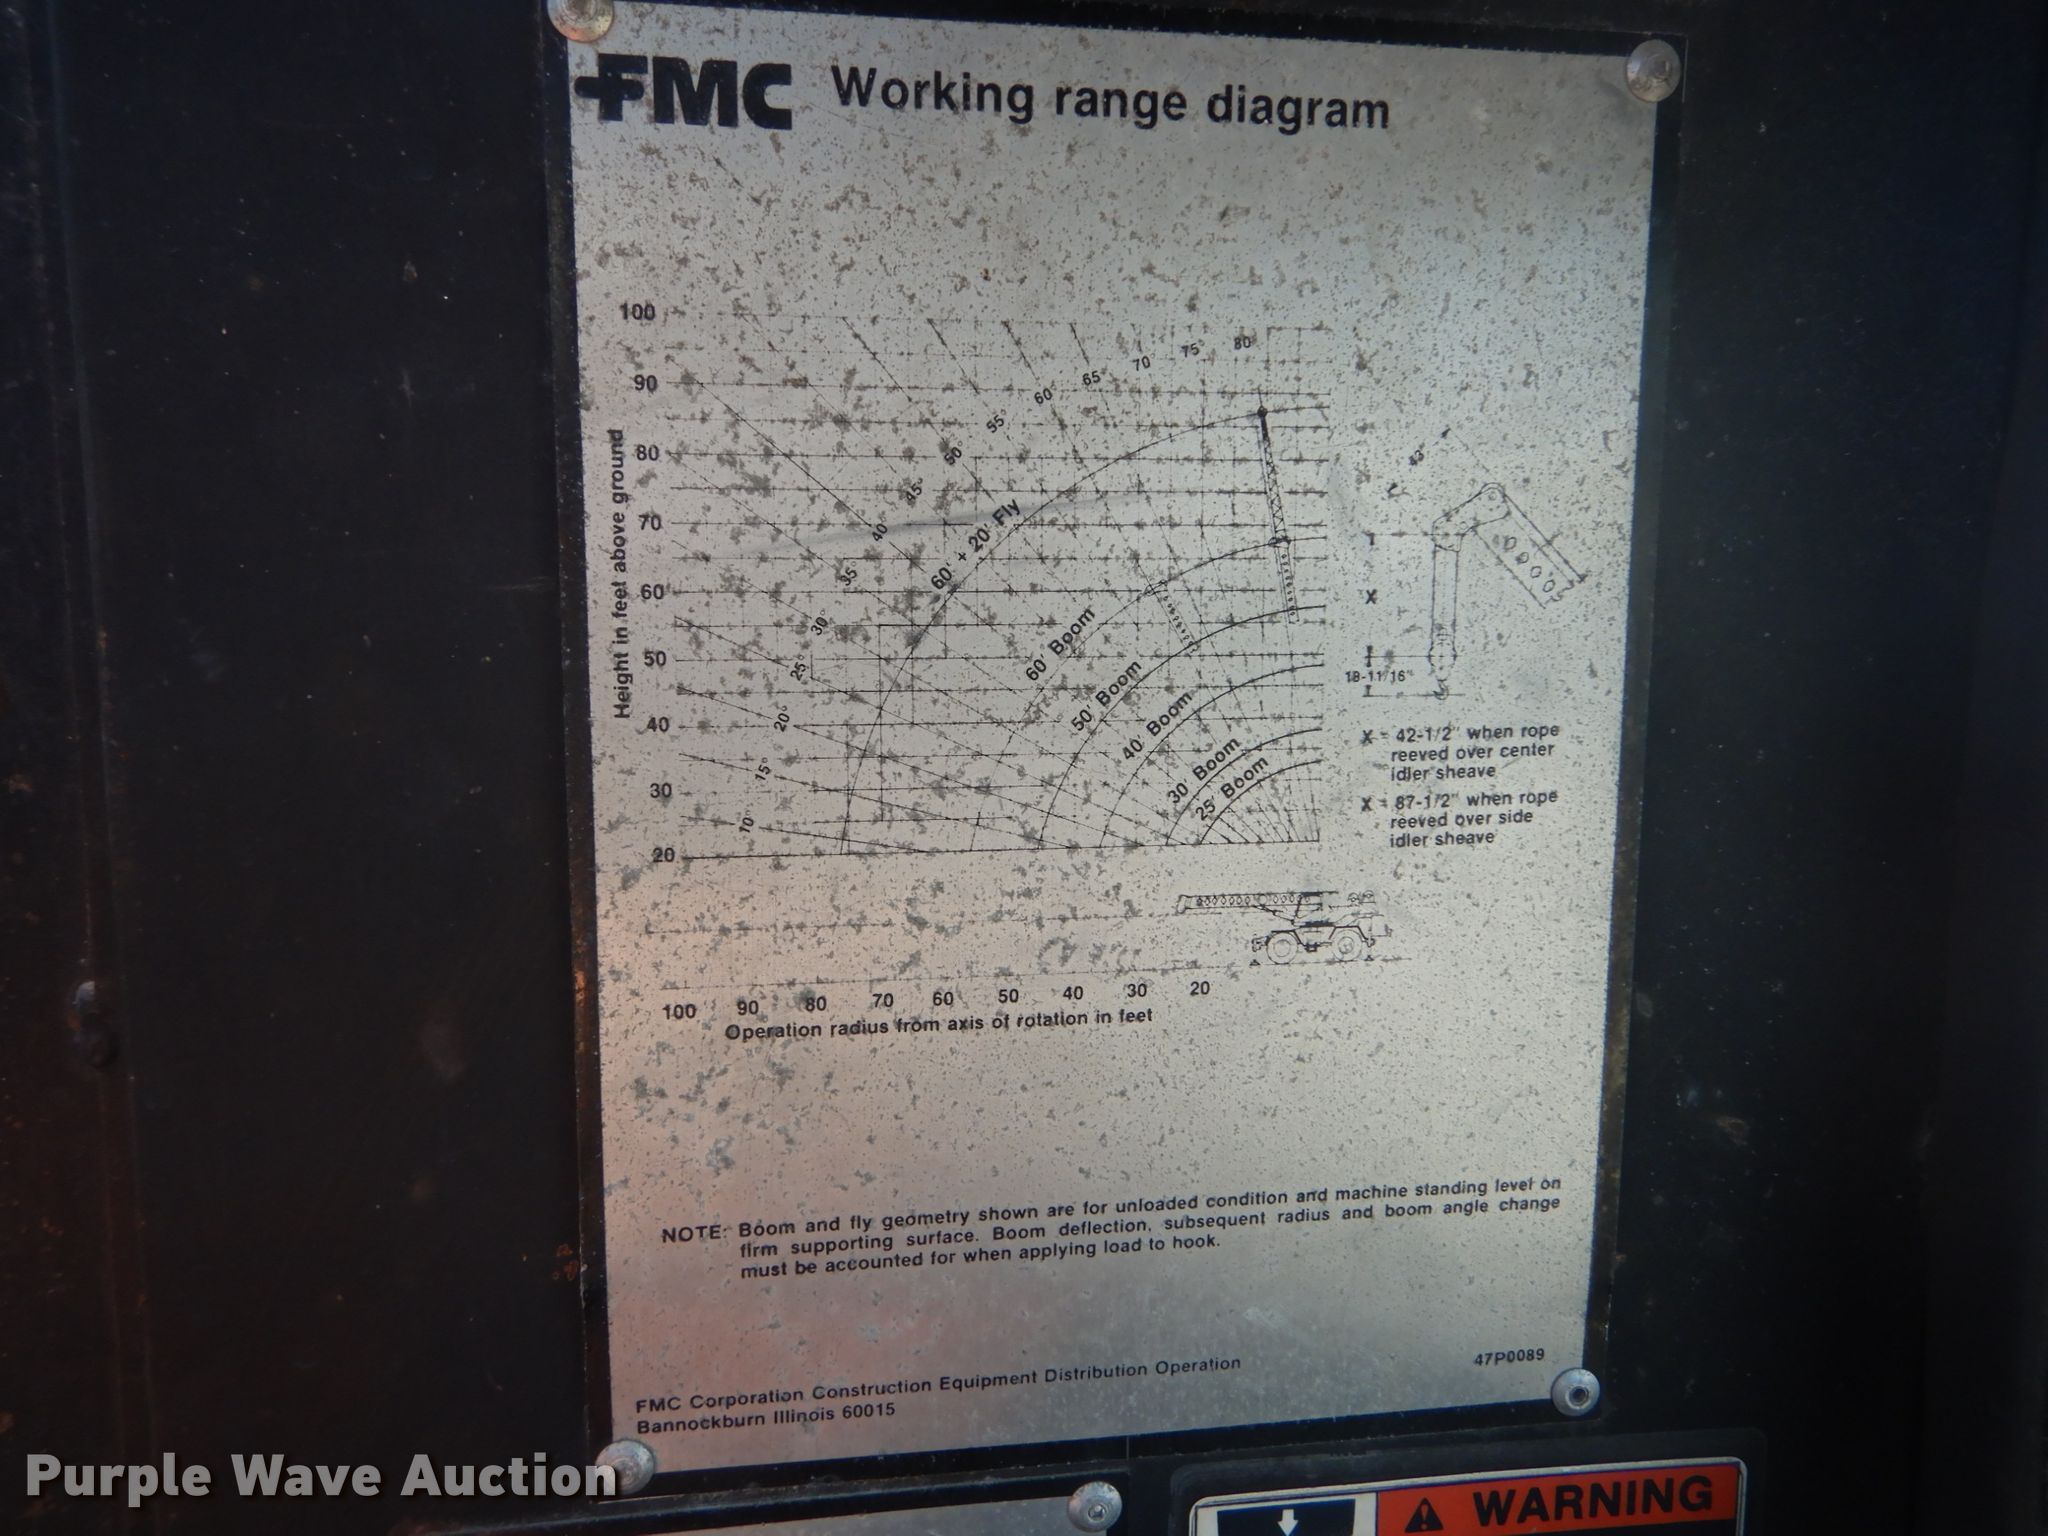 FMC Working range diagram
100
90
80
70
60
50
40
30
20
Height in feet above ground
10°
15°
20°
25°
30°
35°
40°
45°
50°
55°
60°
65°
70
75°
80
60' + 20' Fly
60' Boom
50' Boom
40' Boom
30' Boom
25' Boom
43"
X
18-11/16"
X = 42-1/2" when rope
reeved over center
idler sheave
X = 87-1/2" when rope
reeved over side
idler sheave
100 90 80 70 60 50 40 30 20
Operation radius from axis of rotation in feet
NOTE: Boom and fly geometry shown are for unloaded condition and machine standing level on
firm supporting surface. Boom deflection, subsequent radius and boom angle change
must be accounted for when applying load to hook.
FMC Corporation Construction Equipment Distribution Operation
Bannockburn Illinois 60015
47P0089
Purple Wave Auction
WARNING